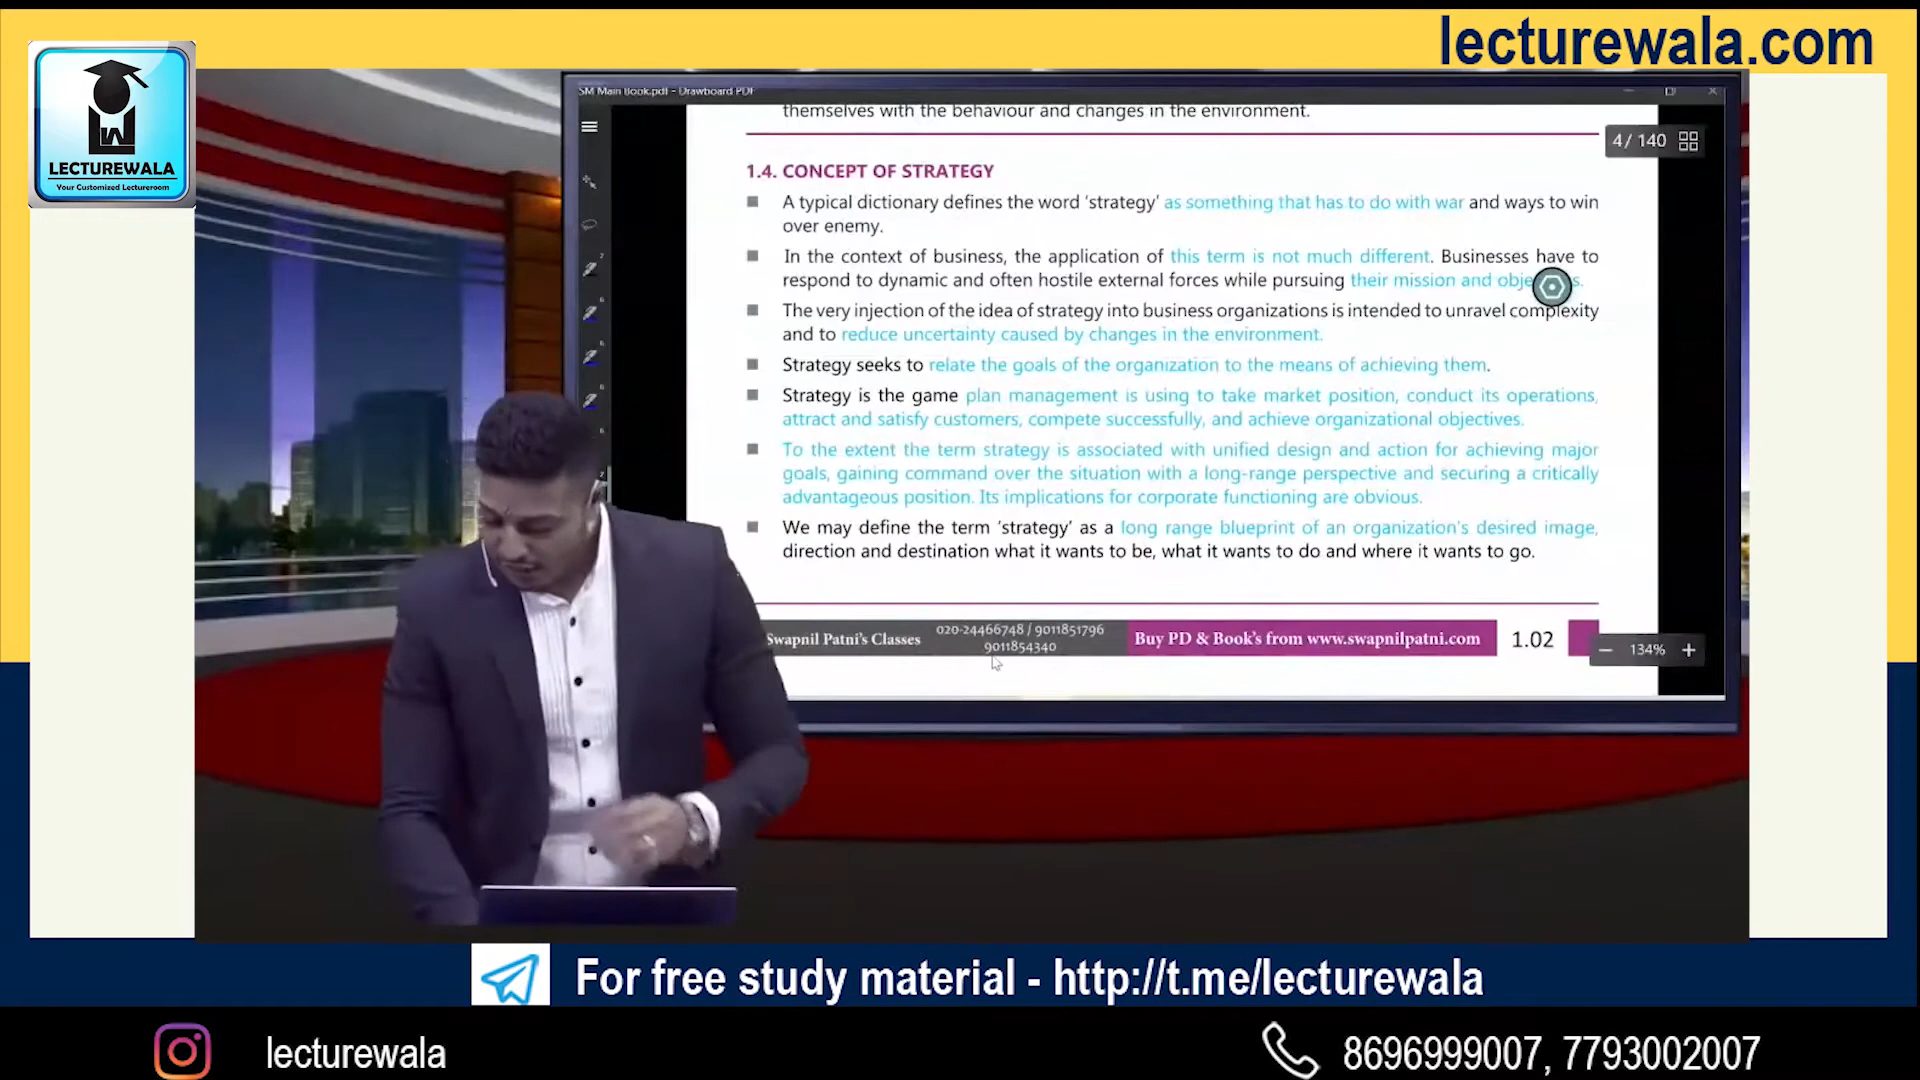 lecturewala.com
LECTUREWALA
Your Customized Lectureroom
SM Main Book.pdf - Drawboard PDF
themselves with the behaviour and changes in the environment.
4 / 140
1.4. CONCEPT OF STRATEGY
A typical dictionary defines the word ‘strategy’ as something that has to do with war and ways to win
over enemy.
In the context of business, the application of this term is not much different. Businesses have to
respond to dynamic and often hostile external forces while pursuing their mission and
The very injection of the idea of strategy into business organizations is intended to unravel complexity
and to reduce uncertainty caused by changes in the environment.
Strategy seeks to relate the goals of the organization to the means of achieving them.
Strategy is the game plan management is using to take market position, conduct its operations,
attract and satisfy customers, compete successfully, and achieve organizational objectives.
To the extent the term strategy is associated with unified design and action for achieving major
goals, gaining command over the situation with a long-range perspective and securing a critically
advantageous position. Its implications for corporate functioning are obvious.
We may define the term ‘strategy’ as a long range blueprint of an organization’s desired image,
direction and destination what it wants to be, what it wants to do and where it wants to go.
Swapnil Patni’s Classes
020-24466748 / 9011851796
9011854340
Buy PD & Book’s from www.swapnilpatni.com
1.02
134%
For free study material - http://t.me/lecturewala
lecturewala
8696999007, 7793002007